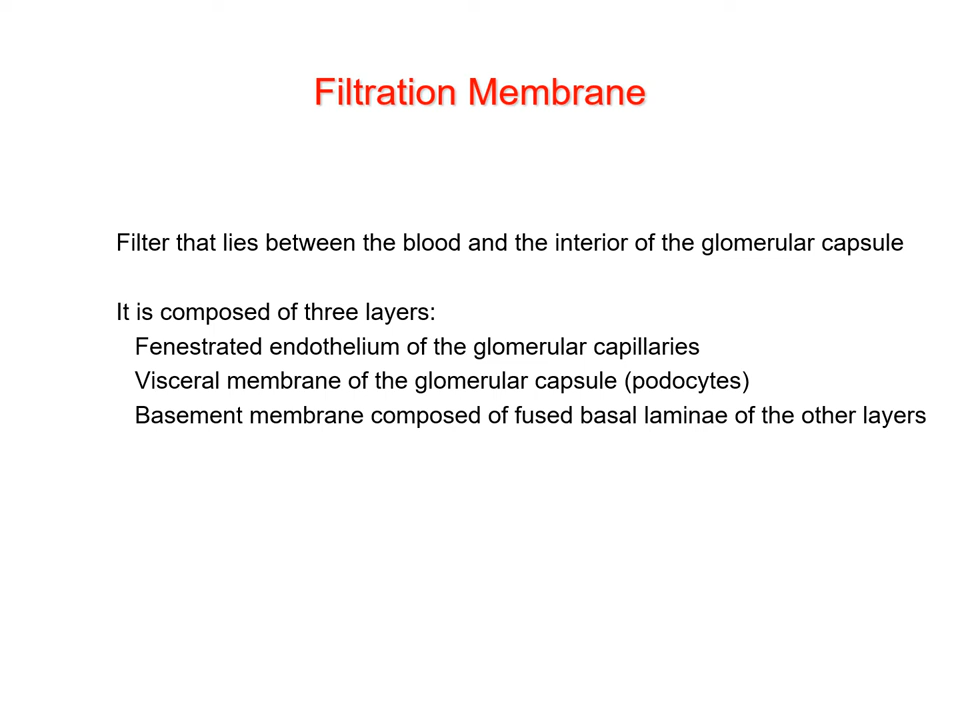 Filtration Membrane
Filter that lies between the blood and the interior of the glomerular capsule
It is composed of three layers:
Fenestrated endothelium of the glomerular capillaries
Visceral membrane of the glomerular capsule (podocytes)
Basement membrane composed of fused basal laminae of the other layers